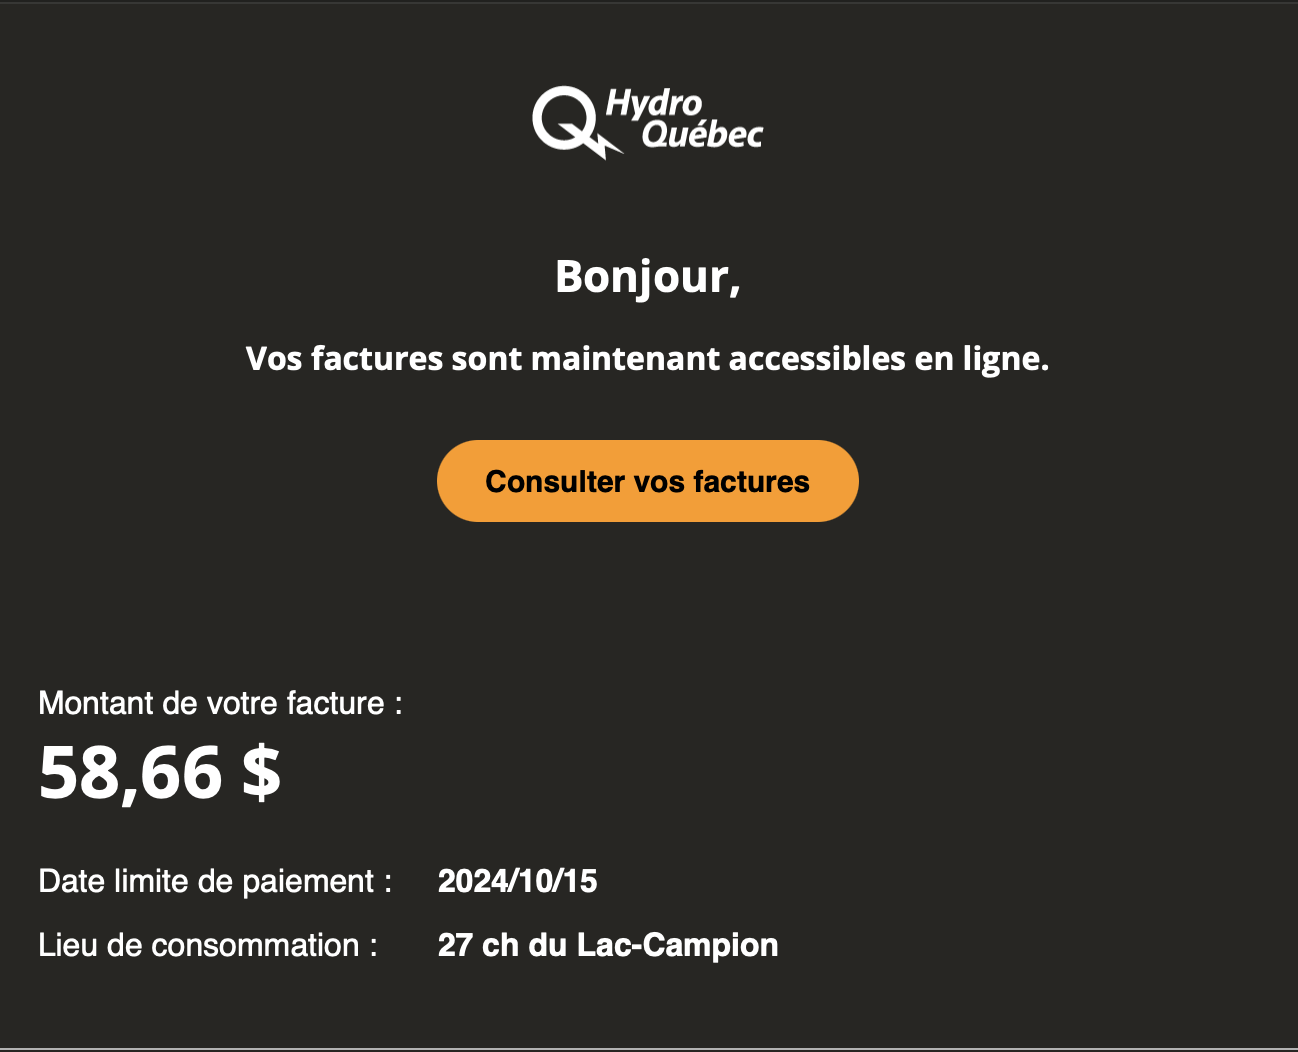 Hydro
Québec
Bonjour,
Vos factures sont maintenant accessibles en ligne.
Consulter vos factures
Montant de votre facture :
58,66 $
Date limite de paiement : 2024/10/15
Lieu de consommation : 27 ch du Lac-Campion